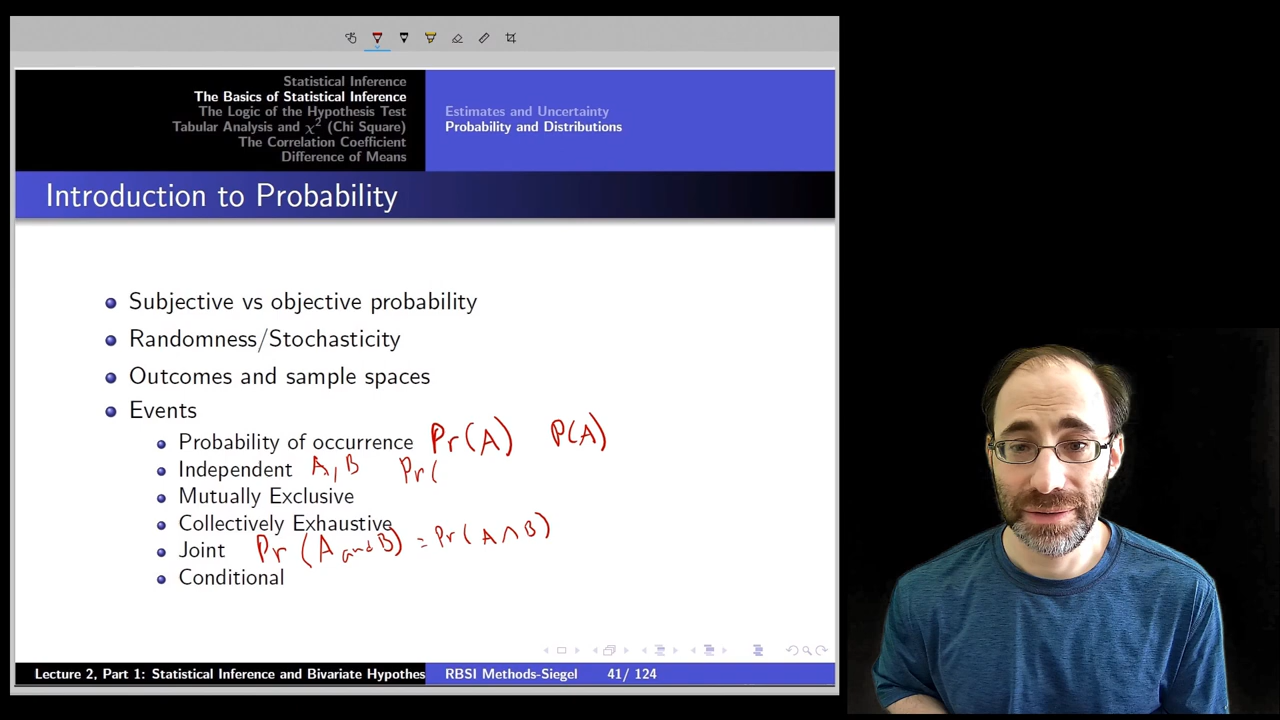 Statistical Inference
The Basics of Statistical Inference
The Logic of the Hypothesis Test
Tabular Analysis and χ² (Chi Square)
The Correlation Coefficient
Difference of Means
Estimates and Uncertainty
Probability and Distributions
Introduction to Probability
Subjective vs objective probability
Randomness/Stochasticity
Outcomes and sample spaces
Events
Probability of occurrence Pr(A) P(A)
Independent A, B Pr(
Mutually Exclusive
Collectively Exhaustive
Joint Pr(A and B) = Pr(A ∩ B)
Conditional
Lecture 2, Part 1: Statistical Inference and Bivariate Hypothes RBSI Methods-Siegel 41/ 124